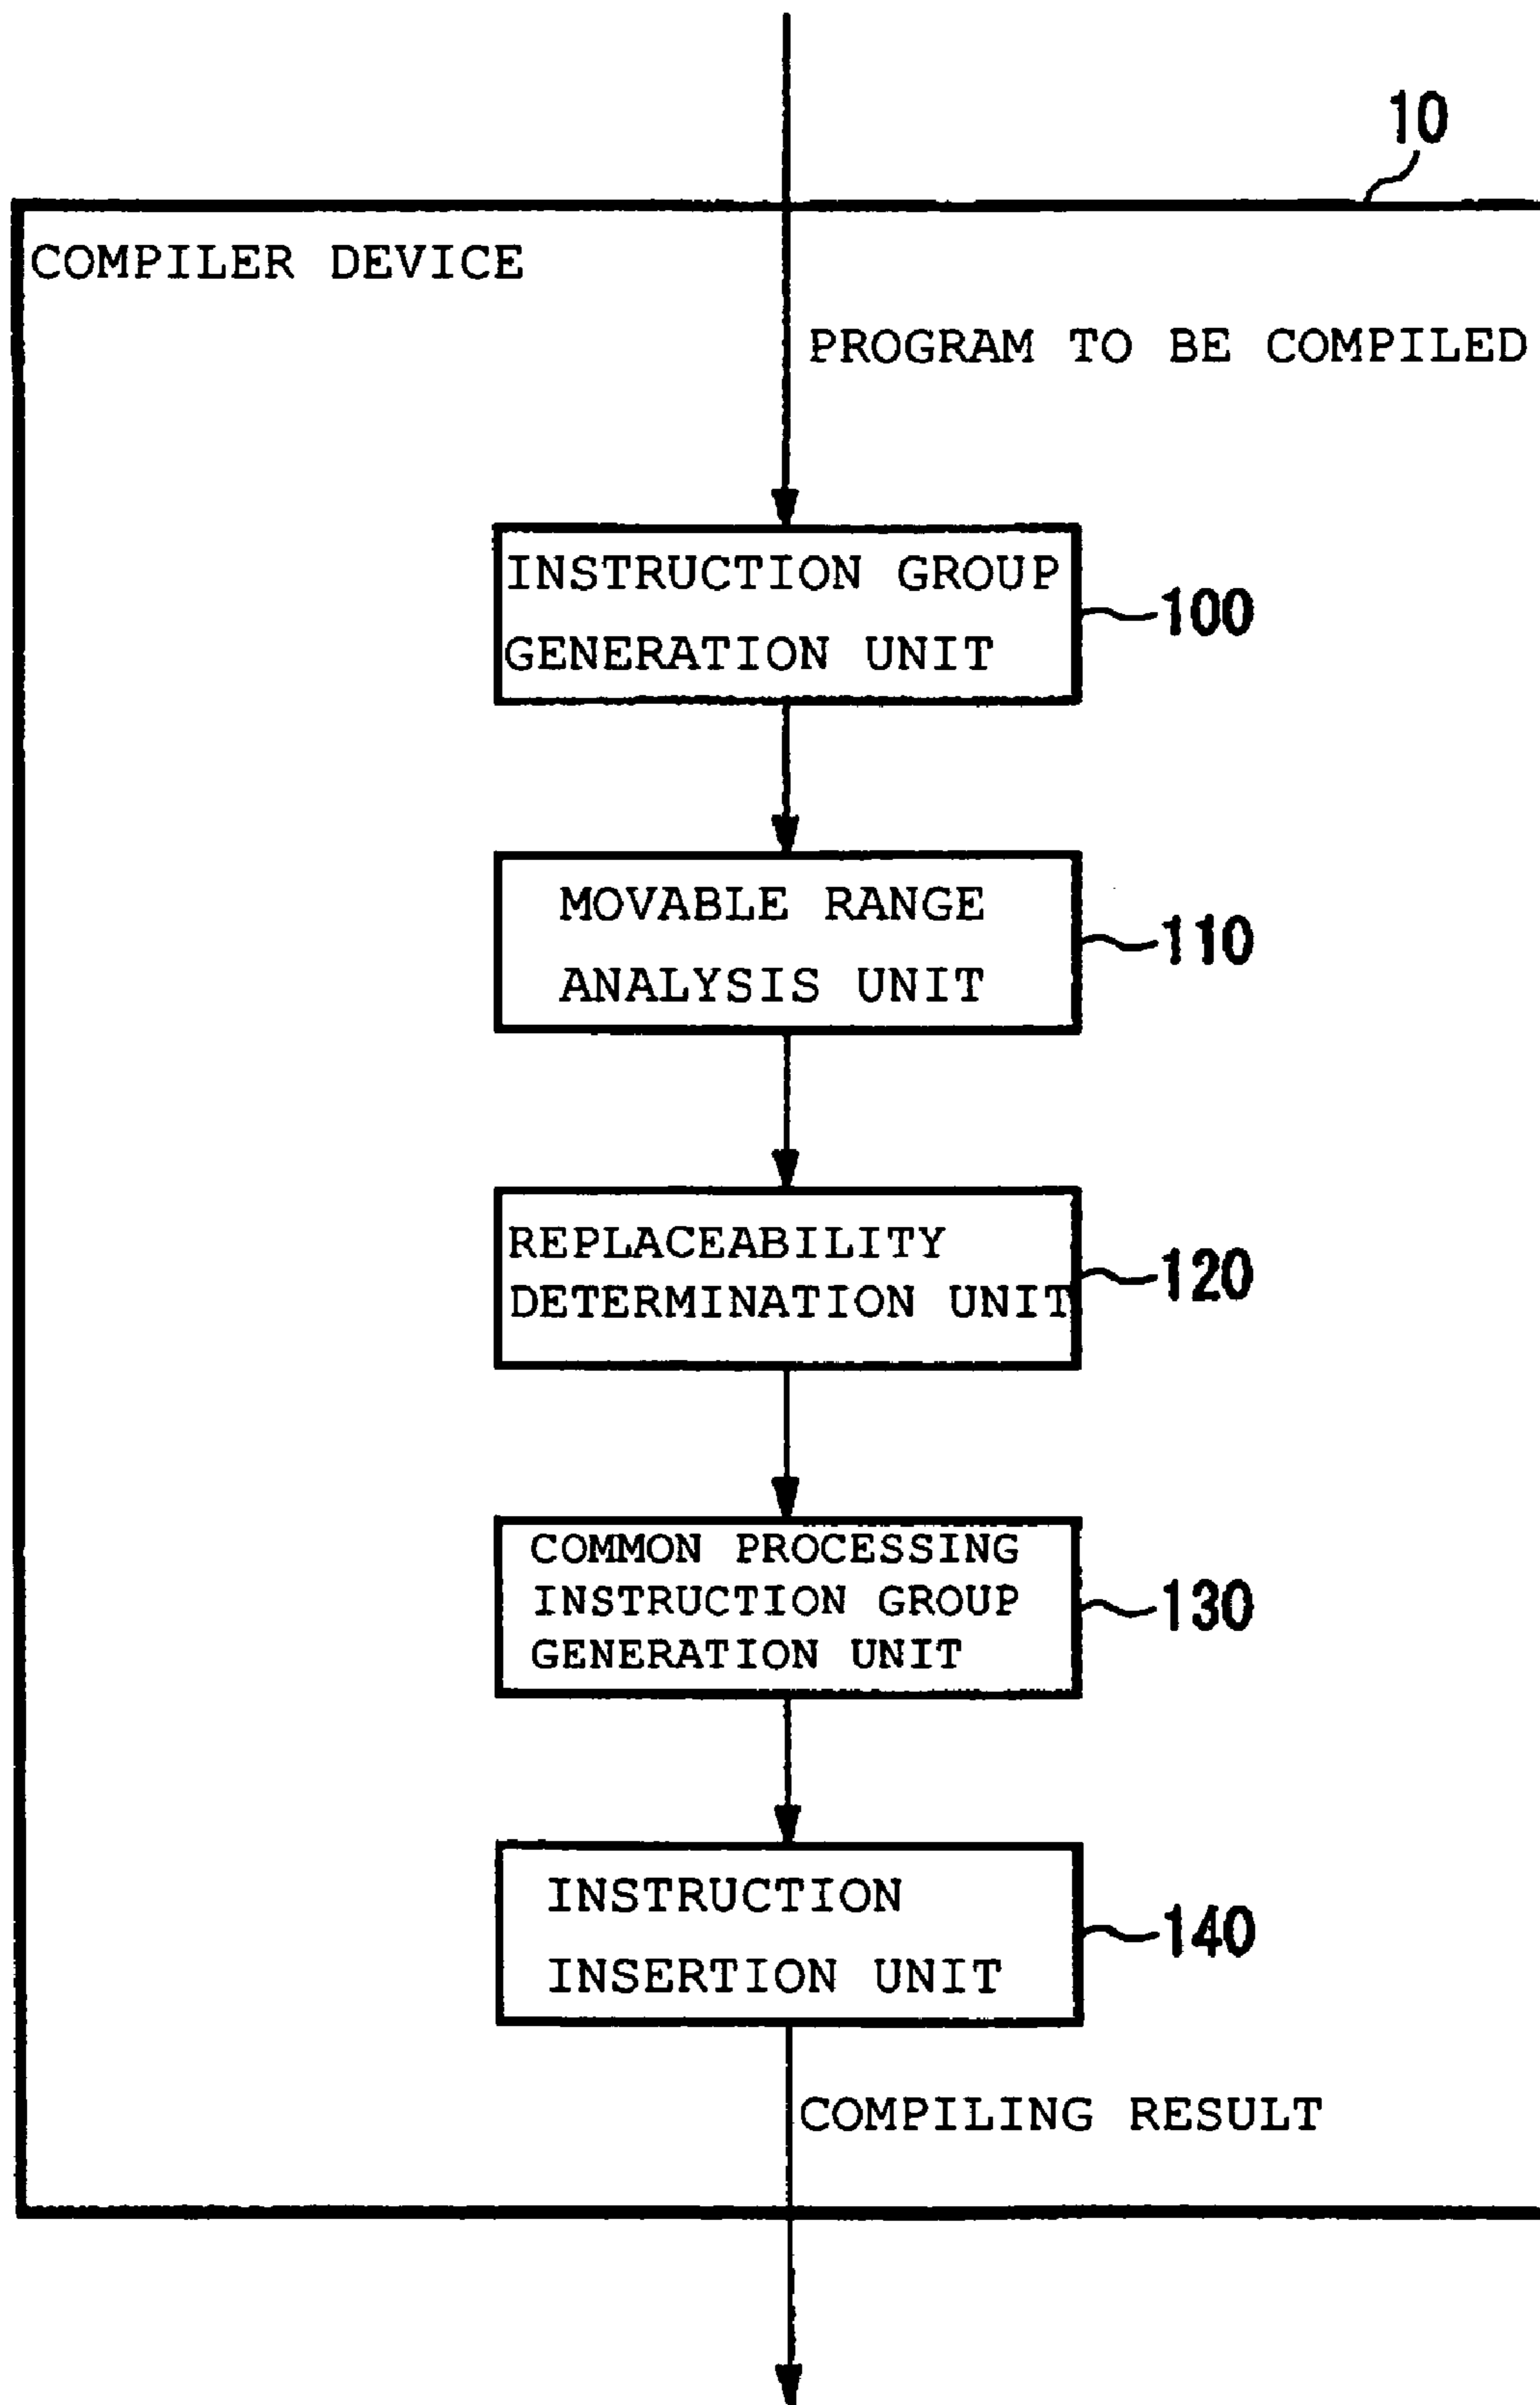 10
COMPILER DEVICE
PROGRAM TO BE COMPILED
INSTRUCTION GROUP
GENERATION UNIT
100
MOVABLE RANGE
ANALYSIS UNIT
110
REPLACEABILITY
DETERMINATION UNIT
120
COMMON PROCESSING
INSTRUCTION GROUP
GENERATION UNIT
130
INSTRUCTION
INSERTION UNIT
140
COMPILING RESULT